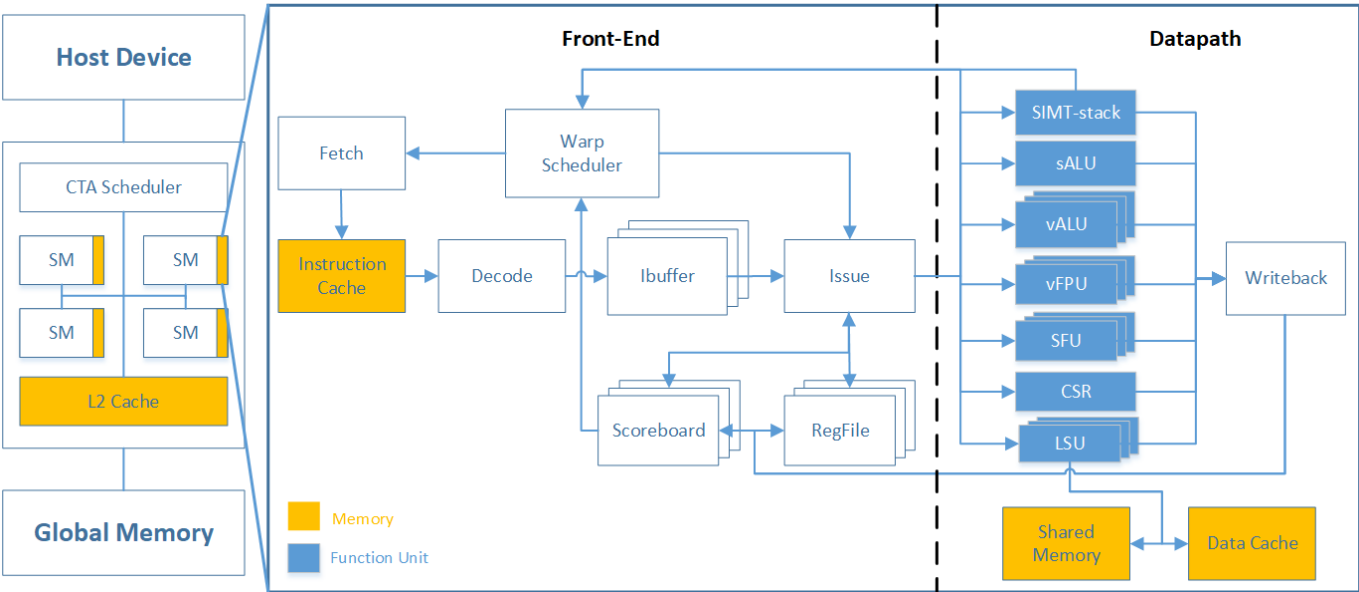 Host Device
CTA Scheduler
SM
SM
SM
SM
L2 Cache
Global Memory
Front-End
Datapath
Fetch
Warp
Scheduler
Instruction
Cache
Decode
Ibuffer
Issue
Scoreboard
RegFile
Memory
Function Unit
SIMT-stack
sALU
vALU
vFPU
SFU
CSR
LSU
Writeback
Shared
Memory
Data Cache